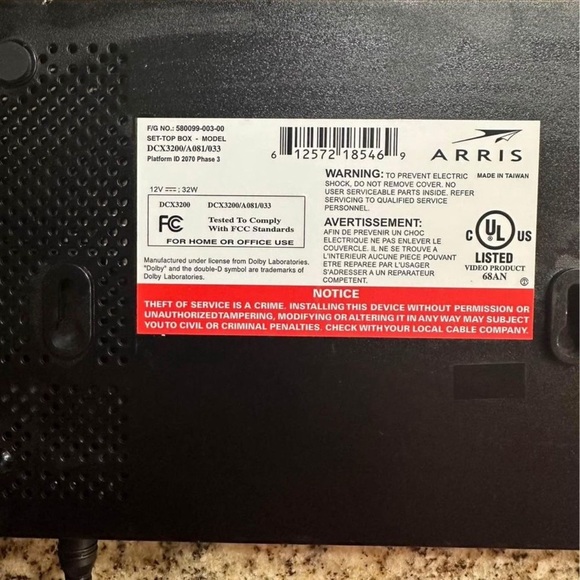 F/G NO.: 580099-003-00
SET-TOP BOX - MODEL
DCX3200/A081/033
Platform ID 2070 Phase 3
6 12572 18546 9
ARRIS
MADE IN TAIWAN
12V ⎓ ; 32W
DCX3200 DCX3200/A081/033
FC Tested To Comply
With FCC Standards
FOR HOME OR OFFICE USE
Manufactured under license from Dolby Laboratories.
"Dolby" and the double-D symbol are trademarks of
Dolby Laboratories.
WARNING: TO PREVENT ELECTRIC
SHOCK, DO NOT REMOVE COVER. NO
USER SERVICEABLE PARTS INSIDE. REFER
SERVICING TO QUALIFIED SERVICE
PERSONNEL.
AVERTISSEMENT:
AFIN DE PREVENIR UN CHOC
ELECTRIQUE NE PAS ENLEVER LE
COUVERCLE. IL NE SE TROUVE A
L'INTERIEUR AUCUNE PIECE POUVANT
ETRE REPAREE PAR L'USAGER
S'ADRESSER A UN REPARATEUR
COMPETENT.
C UL US
LISTED
VIDEO PRODUCT
68AN
NOTICE
THEFT OF SERVICE IS A CRIME. INSTALLING THIS DEVICE WITHOUT PERMISSION OR
UNAUTHORIZED TAMPERING, MODIFYING OR ALTERING IT IN ANY WAY MAY SUBJECT
YOU TO CIVIL OR CRIMINAL PENALTIES. CHECK WITH YOUR LOCAL CABLE COMPANY.